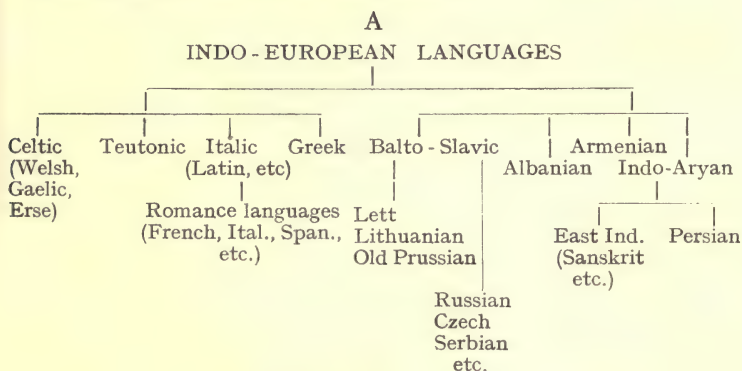 A
INDO-EUROPEAN LANGUAGES
Celtic Teutonic Italic Greek Balto-Slavic Armenian
(Welsh, (Latin, etc) Albanian Indo-Aryan
Gaelic,
Erse) Romance languages Lett
(French, Ital., Span., Lithuanian East Ind. Persian
etc.) Old Prussian (Sanskrit
etc.)
Russian
Czech
Serbian
etc.